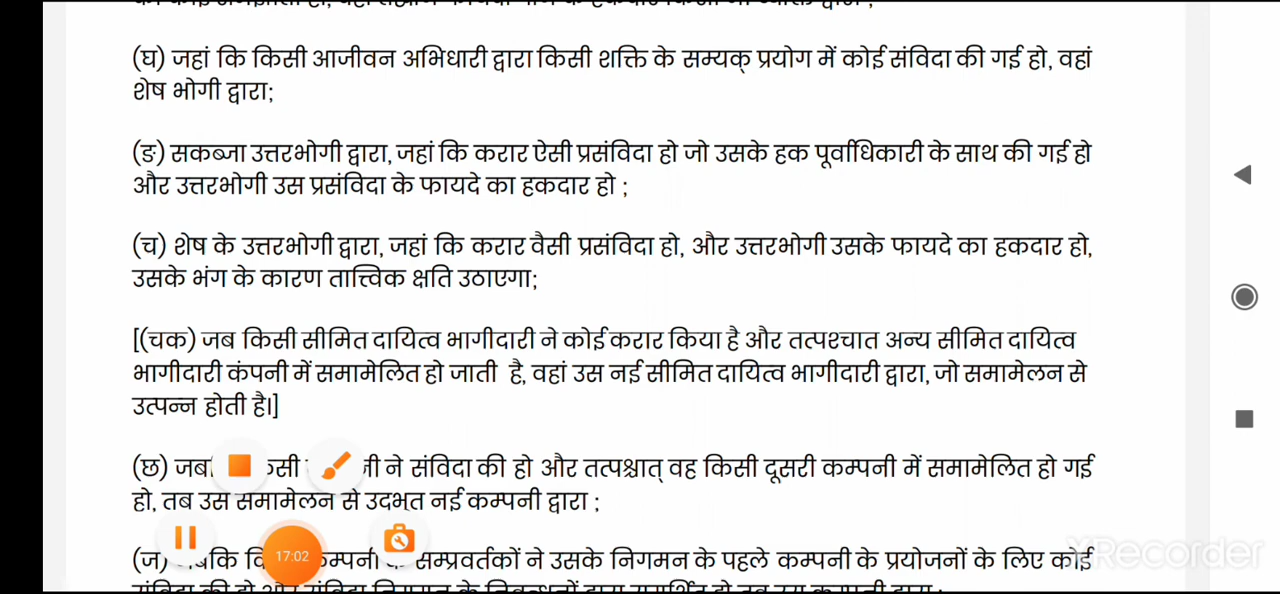 (घ) जहां कि किसी आजीवन अभिधारी द्वारा किसी शक्ति के सम्यक् प्रयोग में कोई संविदा की गई हो, वहां
शेष भोगी द्वारा;
(ङ) सकब्जा उत्तरभोगी द्वारा, जहां कि करार ऐसी प्रसंविदा हो जो उसके हक पूर्वाधिकारी के साथ की गई हो
और उत्तरभोगी उस प्रसंविदा के फायदे का हकदार हो ;
(च) शेष के उत्तरभोगी द्वारा, जहां कि करार वैसी प्रसंविदा हो, और उत्तरभोगी उसके फायदे का हकदार हो,
उसके भंग के कारण तात्त्विक क्षति उठाएगा;
[(चक) जब किसी सीमित दायित्व भागीदारी ने कोई करार किया है और तत्पश्चात अन्य सीमित दायित्व
भागीदारी कंपनी में समामेलित हो जाती है, वहां उस नई सीमित दायित्व भागीदारी द्वारा, जो समामेलन से
उत्पन्न होती है।]
(छ) ने संविदा की हो और तत्पश्चात् वह किसी दूसरी कम्पनी में समामेलित हो गई
हो, तब उस समामेलन से उदभत नई कम्पनी द्वारा ;
17:02
(ज) सम्प्रवर्तकों ने उसके निगमन के पहले कम्पनी के प्रयोजनों के लिए कोई
XRecorder